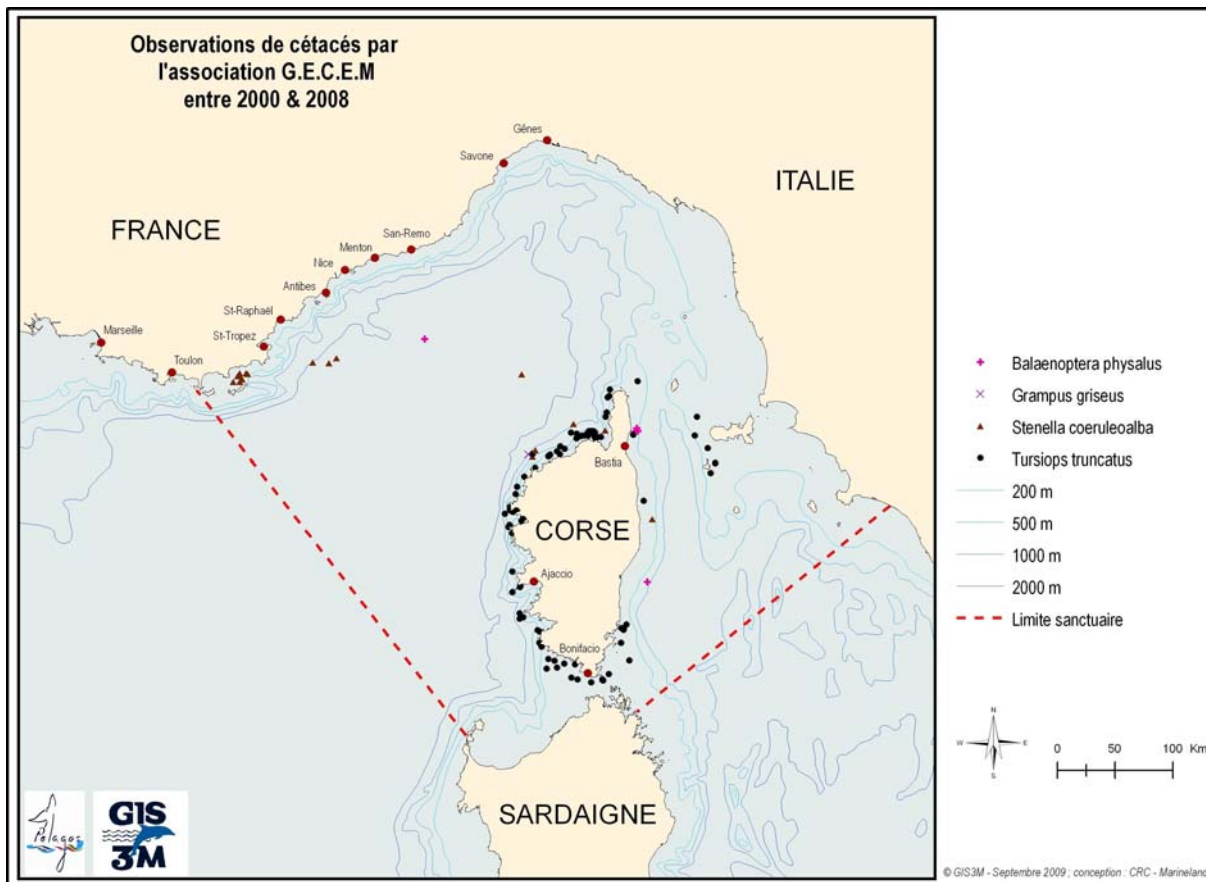 Observations de cétacés par
l'association G.E.C.E.M
entre 2000 & 2008
Gênes
Savone
ITALIE
FRANCE
San-Remo
Menton
Nice
Antibes
St-Raphaël
St-Tropez
Marseille
Toulon
Bastia
CORSE
Ajaccio
Bonifacio
SARDAIGNE
Pelagos
GIS
3M
Balaenoptera physalus
Grampus griseus
Stenella coeruleoalba
Tursiops truncatus
200 m
500 m
1000 m
2000 m
Limite sanctuaire
N
W E
S
0 50 100 Km
© GIS3M - Septembre 2009 ; conception : CRC - Marineland